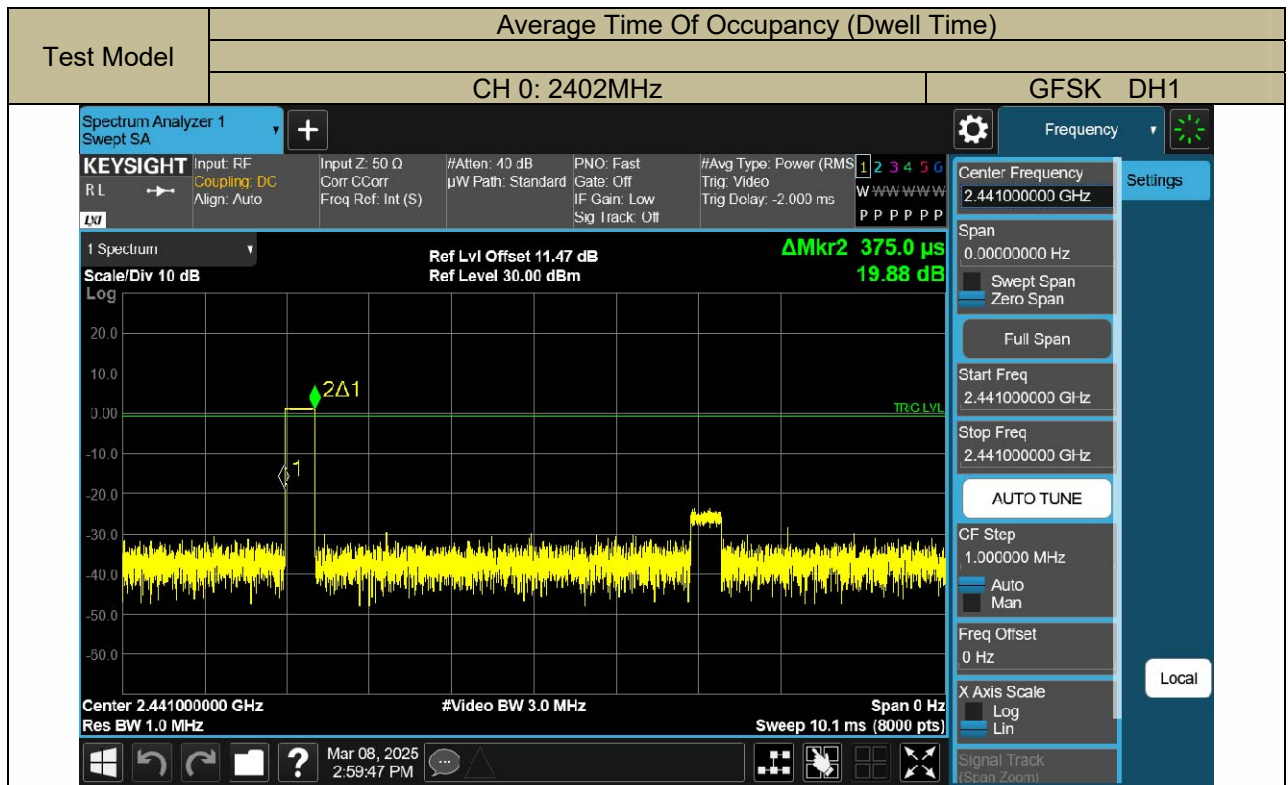 Average Time Of Occupancy (Dwell Time)
Test Model
CH 0: 2402MHz GFSK DH1
Spectrum Analyzer 1
Swept SA
+
Frequency
KEYSIGHT
RL
LXI
Input: RF
Coupling: DC
Align: Auto
Input Z: 50 Ω
Corr CCorr
Freq Ref: Int (S)
#Atten: 40 dB
µW Path: Standard
PNO: Fast
Gate: Off
IF Gain: Low
Sig Track: Off
#Avg Type: Power (RMS
Trig: Video
Trig Delay: -2.000 ms
1 2 3 4 5 6
W W W W W W
P P P P P P
1 Spectrum
Scale/Div 10 dB
Log
Ref Lvl Offset 11.47 dB
Ref Level 30.00 dBm
ΔMkr2 375.0 µs
19.88 dB
20.0
10.0
0.00
-10.0
-20.0
-30.0
-40.0
-50.0
-60.0
2Δ1
1
TRIG LVL
Center 2.441000000 GHz
Res BW 1.0 MHz
#Video BW 3.0 MHz
Span 0 Hz
Sweep 10.1 ms (8000 pts)
Center Frequency
2.441000000 GHz
Settings
Span
0.00000000 Hz
Swept Span
Zero Span
Full Span
Start Freq
2.441000000 GHz
Stop Freq
2.441000000 GHz
AUTO TUNE
CF Step
1.000000 MHz
Auto
Man
Freq Offset
0 Hz
X Axis Scale
Log
Lin
Local
Signal Track
(Span Zoom)
?
Mar 08, 2025
2:59:47 PM